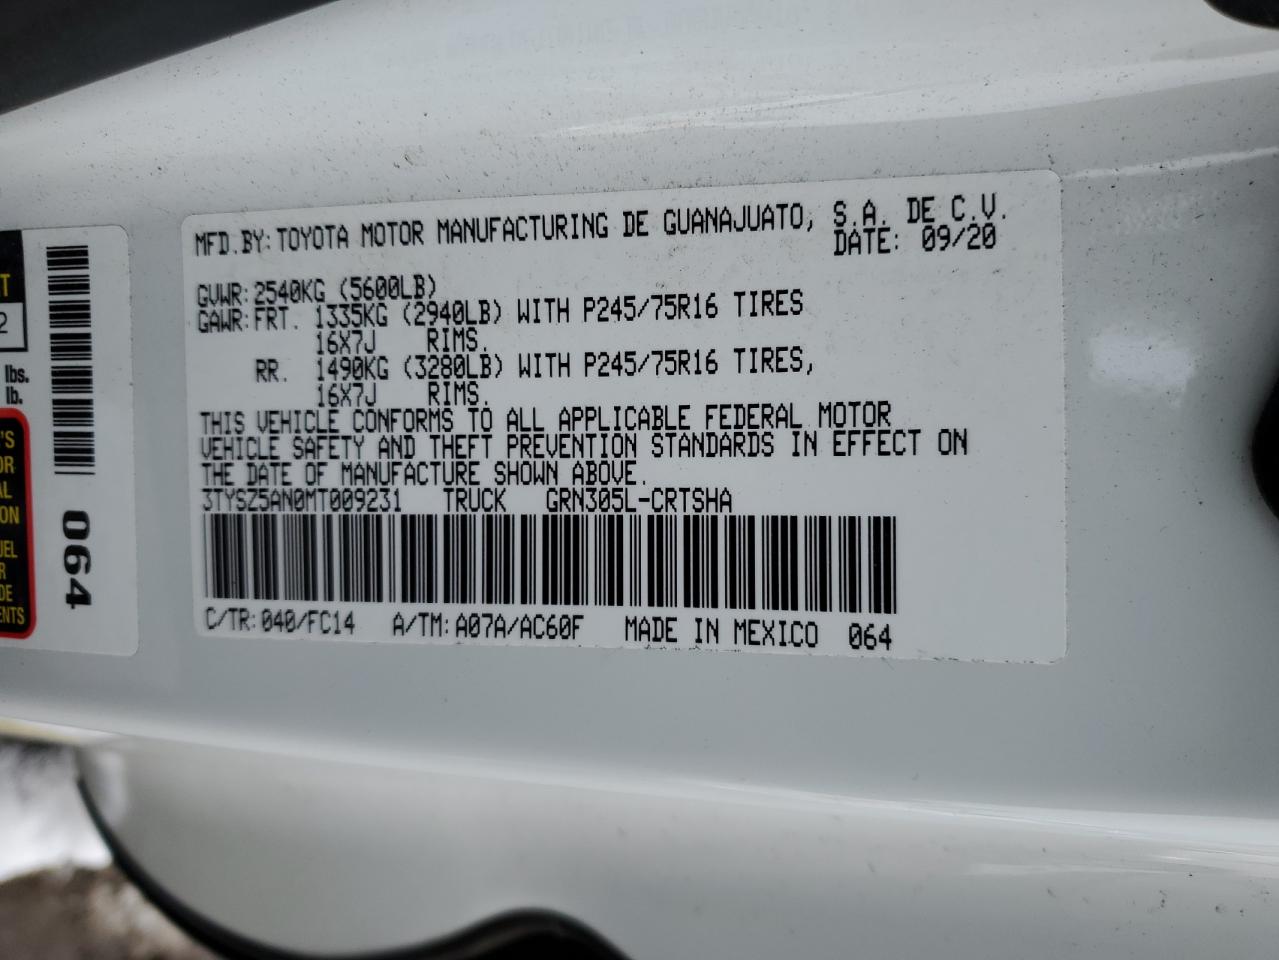 MFD.BY: TOYOTA MOTOR MANUFACTURING DE GUANAJUATO, S.A. DE C.V.
DATE: 09/20
GVWR: 2540KG (5600LB)
GAWR: FRT. 1335KG (2940LB) WITH P245/75R16 TIRES
16X7J RIMS.
RR. 1490KG (3280LB) WITH P245/75R16 TIRES,
16X7J RIMS.
THIS VEHICLE CONFORMS TO ALL APPLICABLE FEDERAL MOTOR
VEHICLE SAFETY AND THEFT PREVENTION STANDARDS IN EFFECT ON
THE DATE OF MANUFACTURE SHOWN ABOVE.
3TYSZ5AN0MT009231 TRUCK GRN305L-CRTSHA
C/TR: 040/FC14 A/TM: A07A/AC60F MADE IN MEXICO 064
2
lbs.
lb.
064